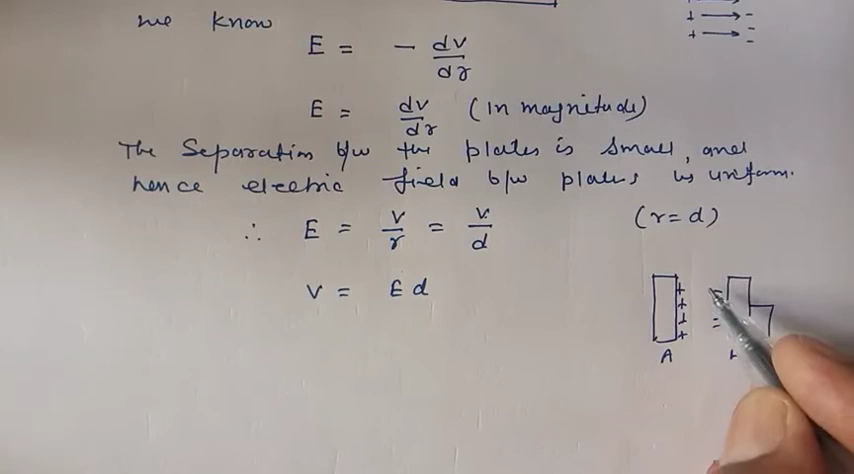 we know
+ → -
+ → -
-
E = - dv/dr
E = dv/dr (in magnitude)
The Separation b/w the plates is small, and
hence electric field b/w plates is uniform.
∴ E = v/r = v/d (r = d)
v = Ed
+ -
+
+ =
+
A